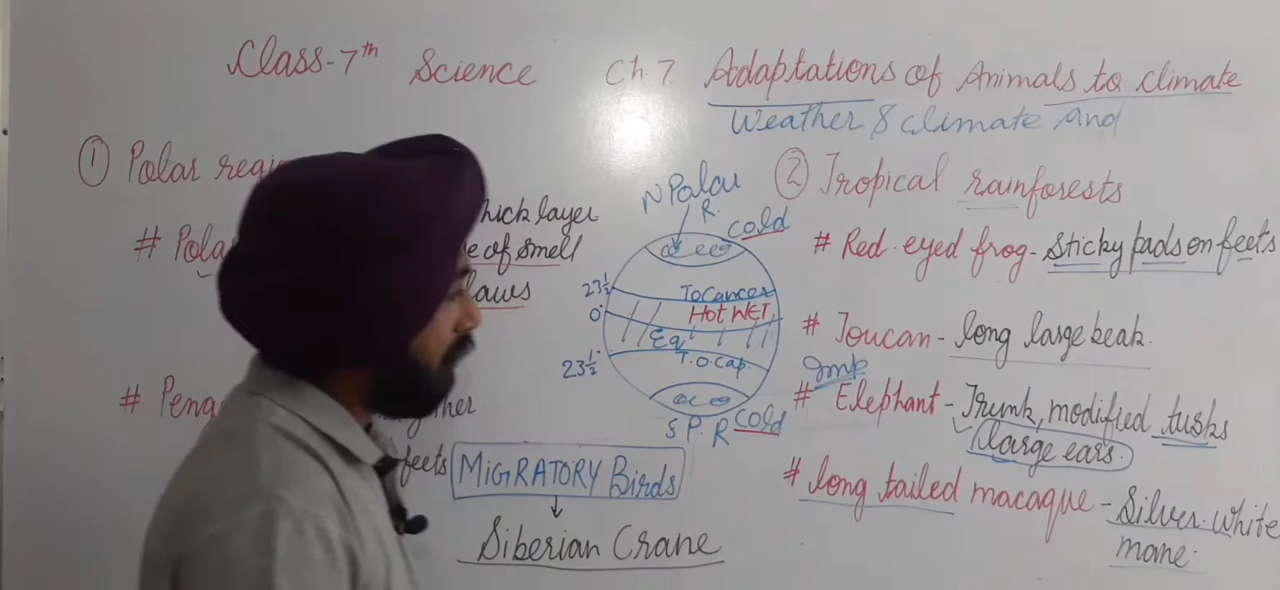 Class-7th Science Ch 7. Adaptations of Animals to climate
Weather & climate and
① Polar regi
# Pola
hick layer
e of smell
laws
# Peng
ther
feets
MIGRATORY Birds
Siberian Crane
N Polar
R.
cold
23½
To Cancer
Hot WET
0°
Eq
23½
T.O.Cap.
S P. R cold
② Tropical rainforests
# Red eyed frog - Sticky pads on feets
# Toucan - long large beak.
Imp
# Elephant - Trunk, modified tusks
large ears.
# long tailed macaque - Silver-white
mane.